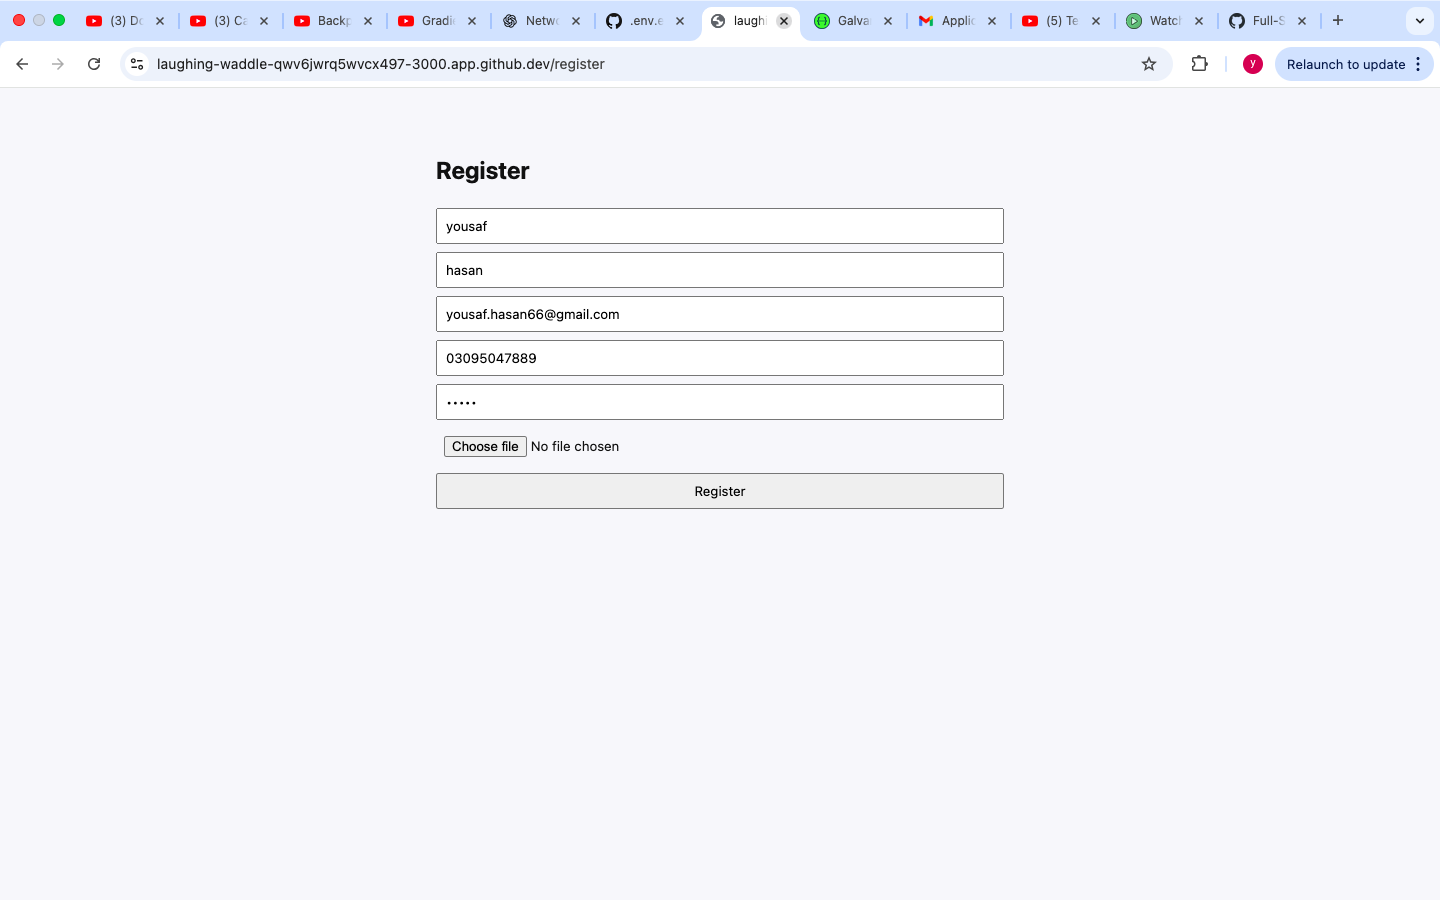 (3) Do
(3) Ca
Backp
Gradie
Netwo
.env.e
laughi
Galva
Applic
(5) Te
Watch
Full-S
laughing-waddle-qwv6jwrq5wvcx497-3000.app.github.dev/register
y
Relaunch to update
Register
yousaf
hasan
yousaf.hasan66@gmail.com
03095047889
•••••
Choose file No file chosen
Register